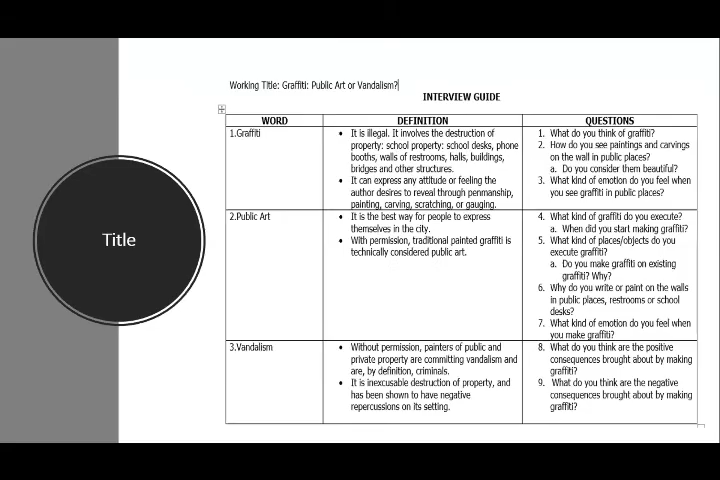 Title
Working Title: Graffiti: Public Art or Vandalism?
INTERVIEW GUIDE
WORD
DEFINITION
QUESTIONS
1.Graffiti
• It is illegal. It involves the destruction of
property: school property: school desks, phone
booths, walls of restrooms, halls, buildings,
bridges and other structures.
• It can express any attitude or feeling the
author desires to reveal through penmanship,
painting, carving, scratching, or gauging.
1. What do you think of graffiti?
2. How do you see paintings and carvings
on the wall in public places?
a. Do you consider them beautiful?
3. What kind of emotion do you feel when
you see graffiti in public places?
2.Public Art
• It is the best way for people to express
themselves in the city.
• With permission, traditional painted graffiti is
technically considered public art.
4. What kind of graffiti do you execute?
a. When did you start making graffiti?
5. What kind of places/objects do you
execute graffiti?
a. Do you make graffiti on existing
graffiti? Why?
6. Why do you write or paint on the walls
in public places, restrooms or school
desks?
7. What kind of emotion do you feel when
you make graffiti?
3.Vandalism
• Without permission, painters of public and
private property are committing vandalism and
are, by definition, criminals.
• It is inexcusable destruction of property, and
has been shown to have negative
repercussions on its setting.
8. What do you think are the positive
consequences brought about by making
graffiti?
9. What do you think are the negative
consequences brought about by making
graffiti?